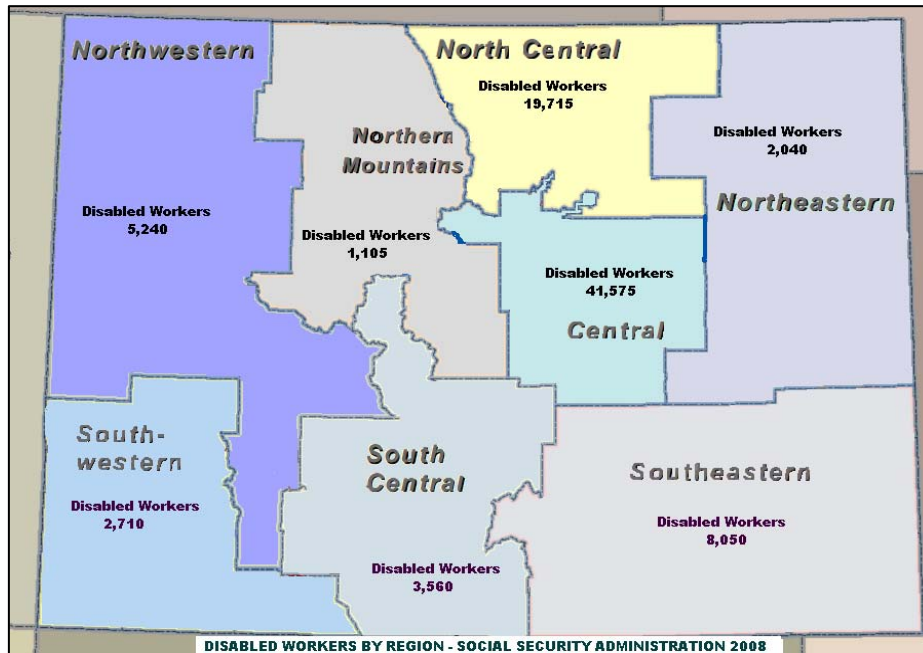 Northwestern
North Central
Disabled Workers
19,715
Northern
Mountains
Disabled Workers
2,040
Northeastern
Disabled Workers
5,240
Disabled Workers
1,105
Disabled Workers
41,575
Central
South-
western
Disabled Workers
2,710
South
Central
Disabled Workers
3,560
Southeastern
Disabled Workers
8,050
DISABLED WORKERS BY REGION - SOCIAL SECURITY ADMINISTRATION 2008